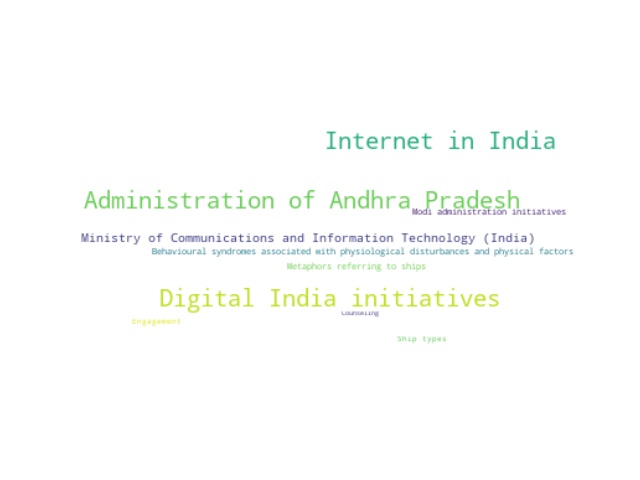 Internet in India
Administration of Andhra Pradesh
Modi administration initiatives
Ministry of Communications and Information Technology (India)
Behavioural syndromes associated with physiological disturbances and physical factors
Metaphors referring to ships
Digital India initiatives
Counseling
Engagement
Ship types